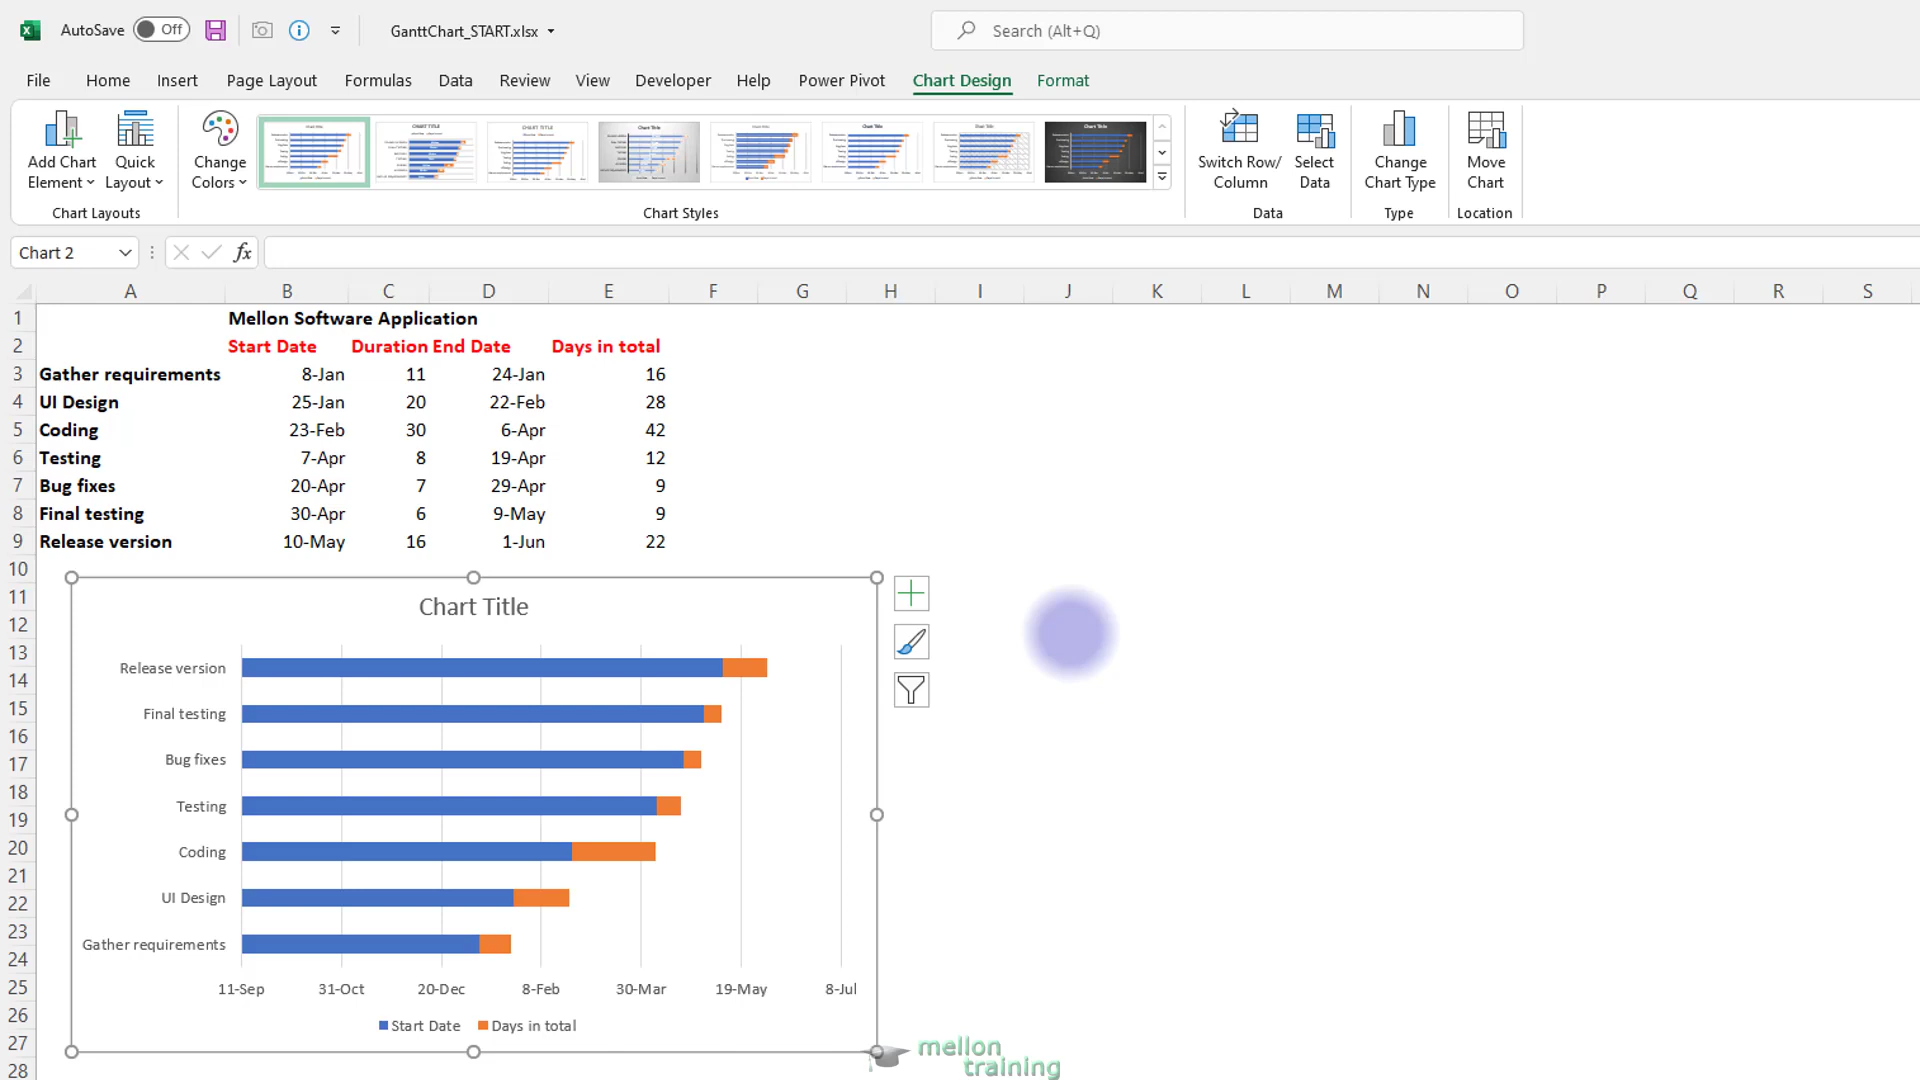 AutoSave Off GanttChart_START.xlsx Search (Alt+Q)
File Home Insert Page Layout Formulas Data Review View Developer Help Power Pivot Chart Design Format
Add Chart Element
Quick Layout
Change Colors
Switch Row/ Column
Select Data
Change Chart Type
Move Chart
Chart Layouts Chart Styles Data Type Location
Chart 2 fx
A B C D E F G H I J K L M N O P Q R S
1 Mellon Software Application
2 Start Date Duration End Date Days in total
3 Gather requirements 8-Jan 11 24-Jan 16
4 UI Design 25-Jan 20 22-Feb 28
5 Coding 23-Feb 30 6-Apr 42
6 Testing 7-Apr 8 19-Apr 12
7 Bug fixes 20-Apr 7 29-Apr 9
8 Final testing 30-Apr 6 9-May 9
9 Release version 10-May 16 1-Jun 22
10
11
12
13
14
15
16
17
18
19
20
21
22
23
24
25
26
27
28
Chart Title
Release version
Final testing
Bug fixes
Testing
Coding
UI Design
Gather requirements
11-Sep 31-Oct 20-Dec 8-Feb 30-Mar 19-May 8-Jul
Start Date Days in total
mellon
training